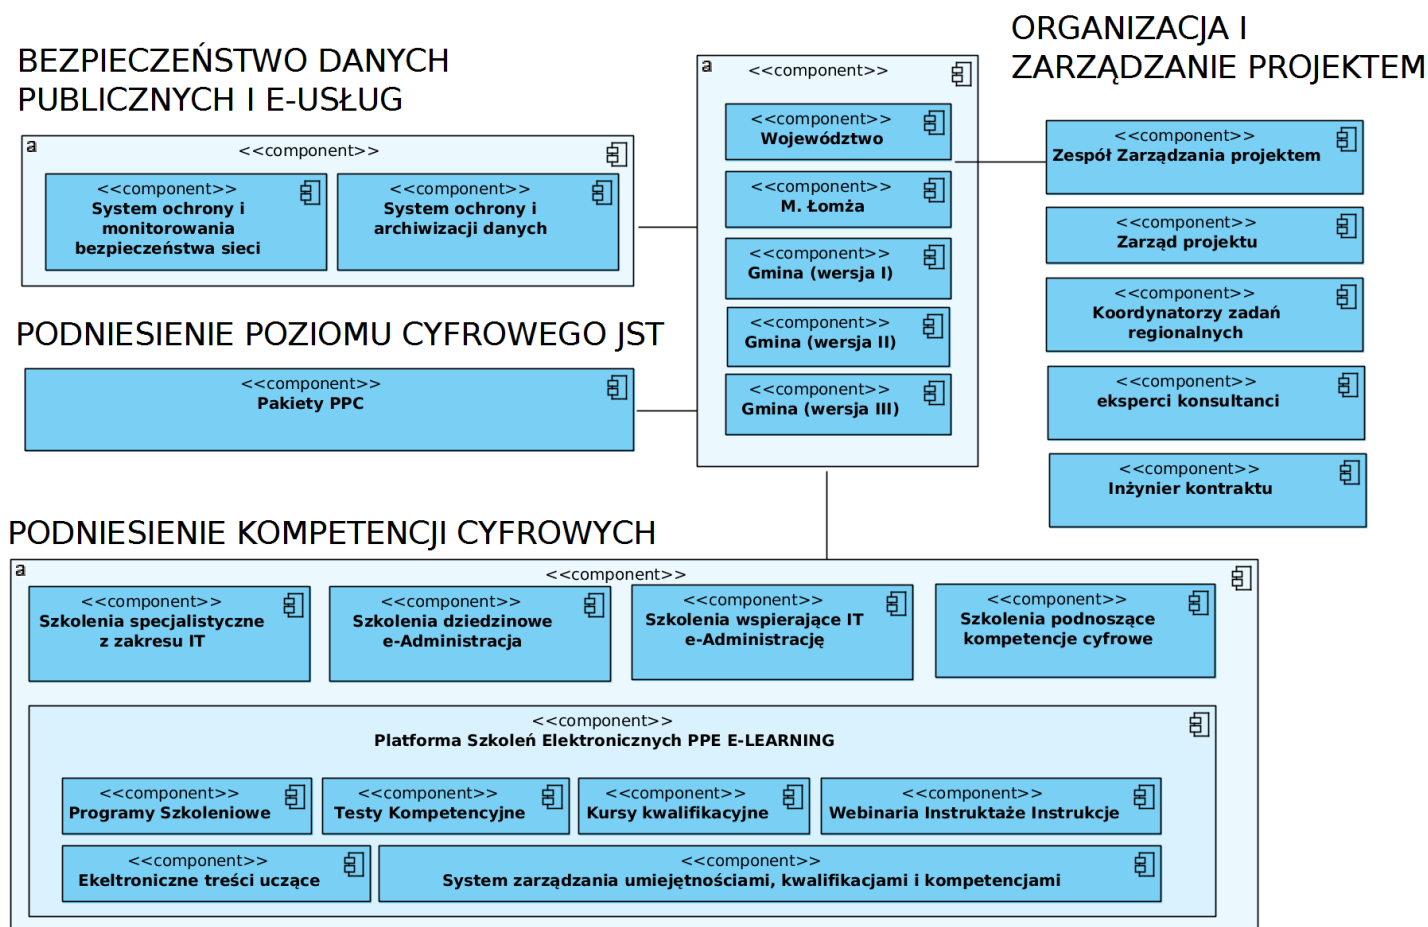 BEZPIECZEŃSTWO DANYCH
PUBLICZNYCH I E-USŁUG
a
<<component>>
<<component>>
System ochrony i
monitorowania
bezpieczeństwa sieci
<<component>>
System ochrony i
archiwizacji danych
PODNIESIENIE POZIOMU CYFROWEGO JST
<<component>>
Pakiety PPC
a
<<component>>
<<component>>
Województwo
<<component>>
M. Łomża
<<component>>
Gmina (wersja I)
<<component>>
Gmina (wersja II)
<<component>>
Gmina (wersja III)
ORGANIZACJA I
ZARZĄDZANIE PROJEKTEM
<<component>>
Zespół Zarządzania projektem
<<component>>
Zarząd projektu
<<component>>
Koordynatorzy zadań
regionalnych
<<component>>
eksperci konsultanci
<<component>>
Inżynier kontraktu
PODNIESIENIE KOMPETENCJI CYFROWYCH
a
<<component>>
<<component>>
Szkolenia specjalistyczne
z zakresu IT
<<component>>
Szkolenia dziedzinowe
e-Administracja
<<component>>
Szkolenia wspierające IT
e-Administrację
<<component>>
Szkolenia podnoszące
kompetencje cyfrowe
<<component>>
Platforma Szkoleń Elektronicznych PPE E-LEARNING
<<component>>
Programy Szkoleniowe
<<component>>
Testy Kompetencyjne
<<component>>
Kursy kwalifikacyjne
<<component>>
Webinaria Instruktaże Instrukcje
<<component>>
Ekeltroniczne treści uczące
<<component>>
System zarządzania umiejętnościami, kwalifikacjami i kompetencjami